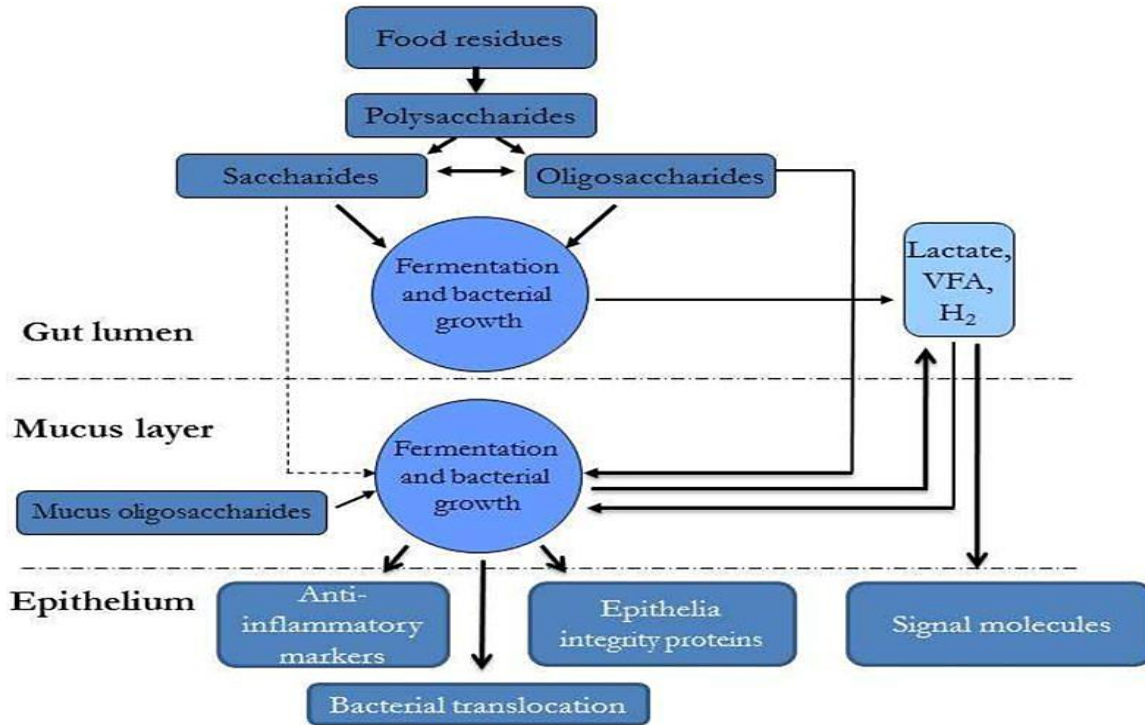 Food residues
Polysaccharides
Saccharides
Oligosaccharides
Fermentation
and bacterial
growth
Lactate,
VFA,
H₂
Gut lumen
Mucus layer
Fermentation
and bacterial
growth
Mucus oligosaccharides
Epithelium
Anti-
inflammatory
markers
Epithelia
integrity proteins
Signal molecules
Bacterial translocation